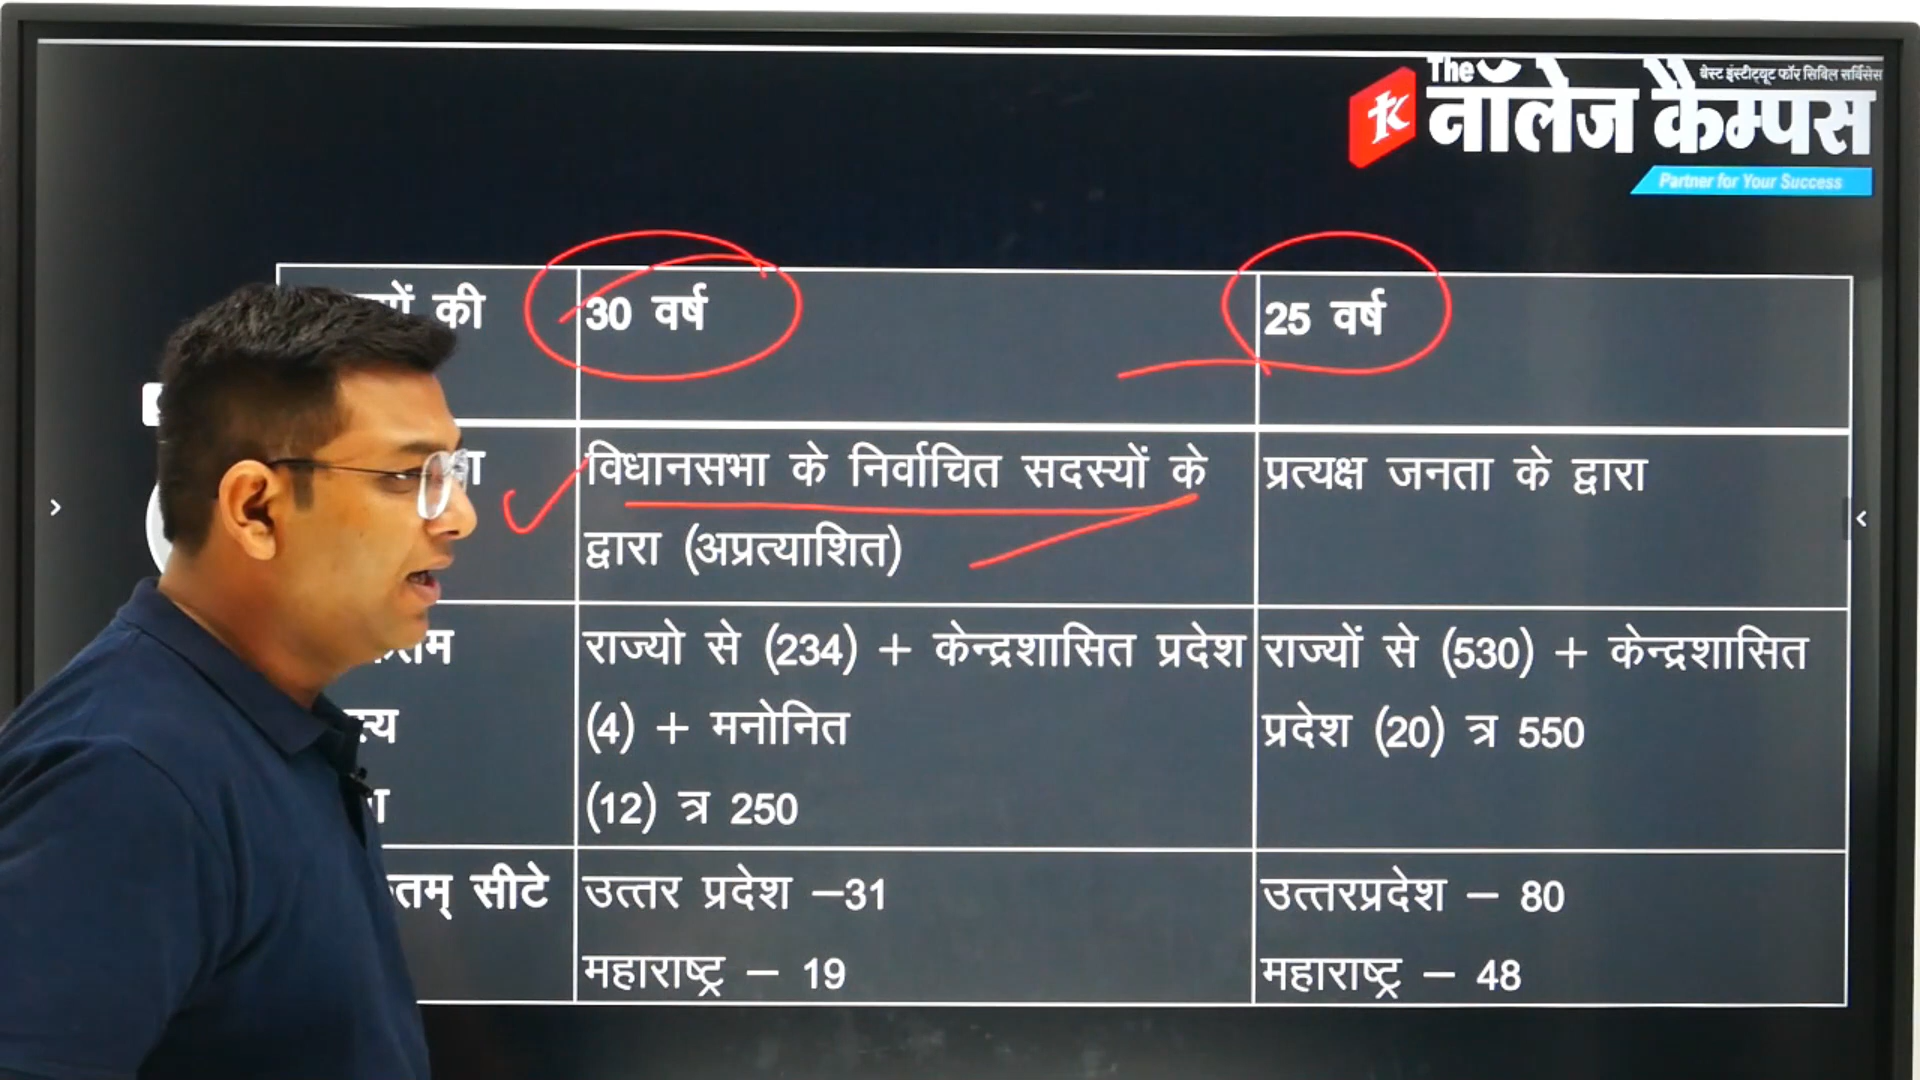 The
बेस्ट इंस्टीट्यूट फॉर सिविल सर्विसेस
नॉलेज कैम्पस
Partner for Your Success
की
30 वर्ष
25 वर्ष
विधानसभा के निर्वाचित सदस्यों के
द्वारा (अप्रत्याशित)
प्रत्यक्ष जनता के द्वारा
राज्यो से (234) + केन्द्रशासित प्रदेश
(4) + मनोनित
(12) त्र 250
राज्यों से (530) + केन्द्रशासित
प्रदेश (20) त्र 550
सीटे
उत्तर प्रदेश –31
महाराष्ट्र – 19
उत्तरप्रदेश – 80
महाराष्ट्र – 48